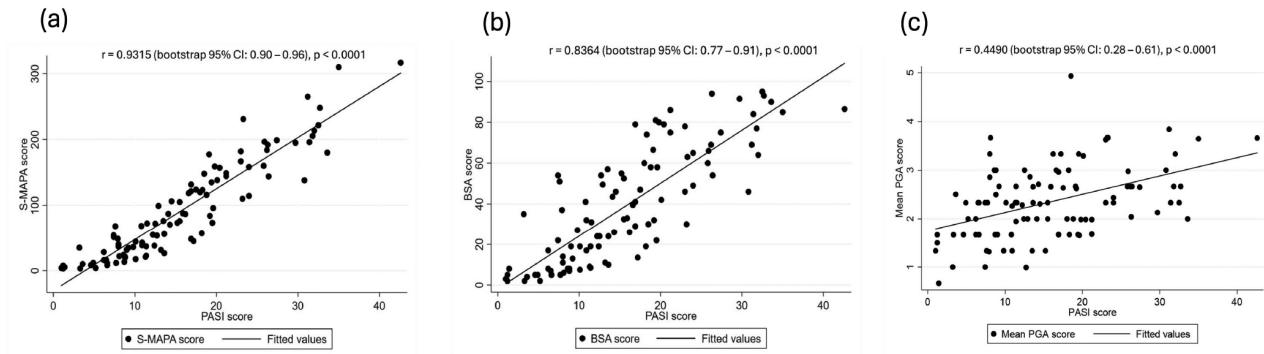 (a)
r = 0.9315 (bootstrap 95% CI: 0.90 – 0.96), p < 0.0001
S-MAPA score
300
200
100
0
0 10 20 30 40
PASI score
S-MAPA score Fitted values
(b)
r = 0.8364 (bootstrap 95% CI: 0.77 – 0.91), p < 0.0001
BSA score
100
80
60
40
20
0
0 10 20 30 40
PASI score
BSA score Fitted values
(c)
r = 0.4490 (bootstrap 95% CI: 0.28 – 0.61), p < 0.0001
Mean PGA score
5
4
3
2
1
0 10 20 30 40
PASI score
Mean PGA score Fitted values